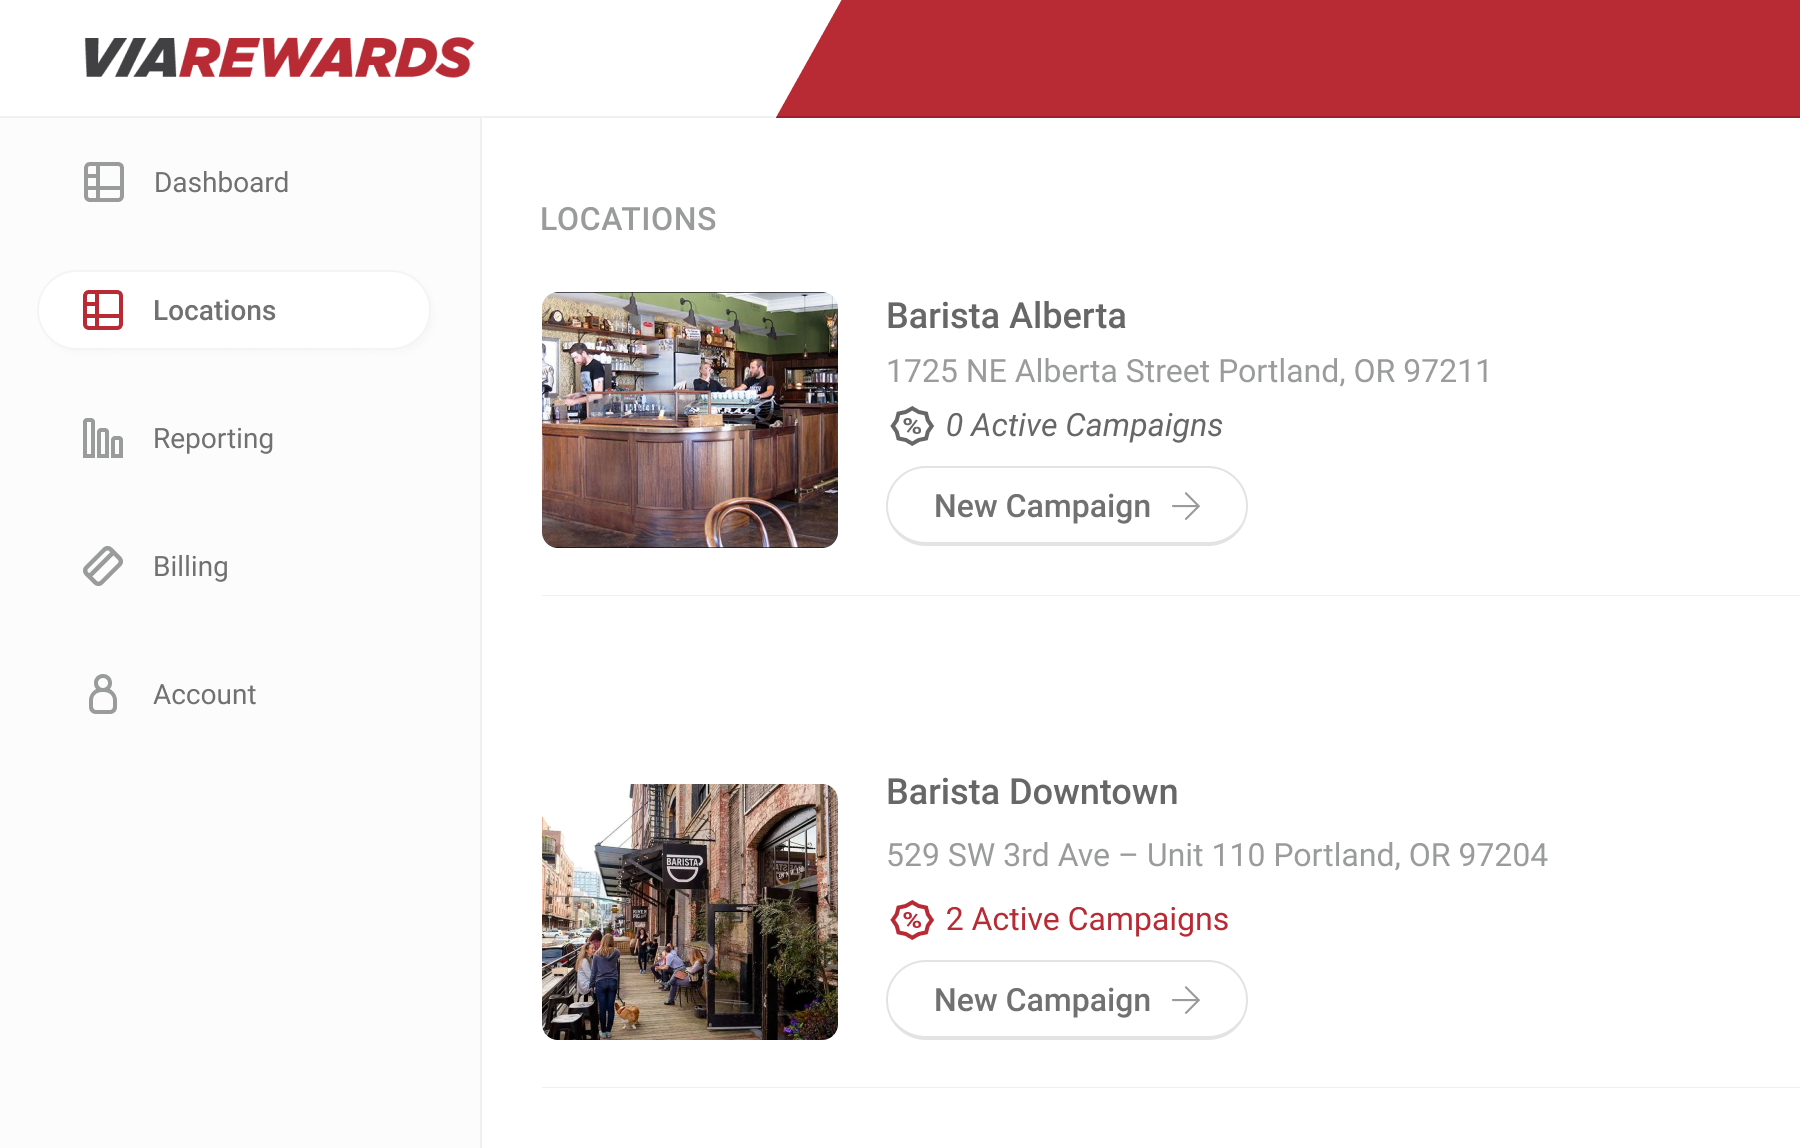 VIAREWARDS
Dashboard
Locations
Reporting
Billing
Account
LOCATIONS
Barista Alberta
1725 NE Alberta Street Portland, OR 97211
% 0 Active Campaigns
New Campaign
BARISTA
Barista Downtown
529 SW 3rd Ave – Unit 110 Portland, OR 97204
% 2 Active Campaigns
New Campaign